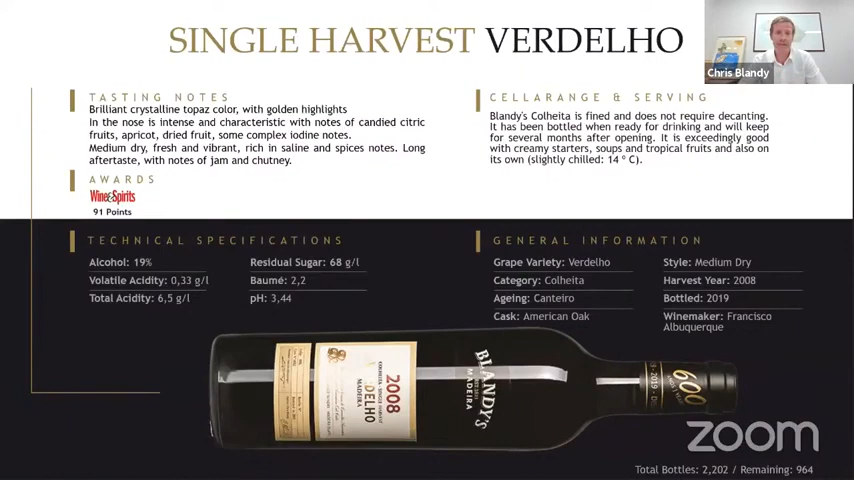 SINGLE HARVEST VERDELHO
Chris Blandy
TASTING NOTES
Brilliant crystalline topaz color, with golden highlights
In the nose is intense and characteristic with notes of candied citric
fruits, apricot, dried fruit, some complex iodine notes.
Medium dry, fresh and vibrant, rich in saline and spices notes. Long
aftertaste, with notes of jam and chutney.
AWARDS
Wine&Spirits
91 Points
CELLARANGE & SERVING
Blandy's Colheita is fined and does not require decanting.
It has been bottled when ready for drinking and will keep
for several months after opening. It is exceedingly good
with creamy starters, soups and tropical fruits and also on
its own (slightly chilled: 14 º C).
TECHNICAL SPECIFICATIONS
Alcohol: 19%
Volatile Acidity: 0,33 g/l
Total Acidity: 6,5 g/l
Residual Sugar: 68 g/l
Baumé: 2,2
pH: 3,44
GENERAL INFORMATION
Grape Variety: Verdelho
Category: Colheita
Ageing: Canteiro
Cask: American Oak
Style: Medium Dry
Harvest Year: 2008
Bottled: 2019
Winemaker: Francisco
Albuquerque
2008
DELHO
MADEIRA
BLANDY'S
MADEIRA
2019
600
zoom
Total Bottles: 2,202 / Remaining: 964